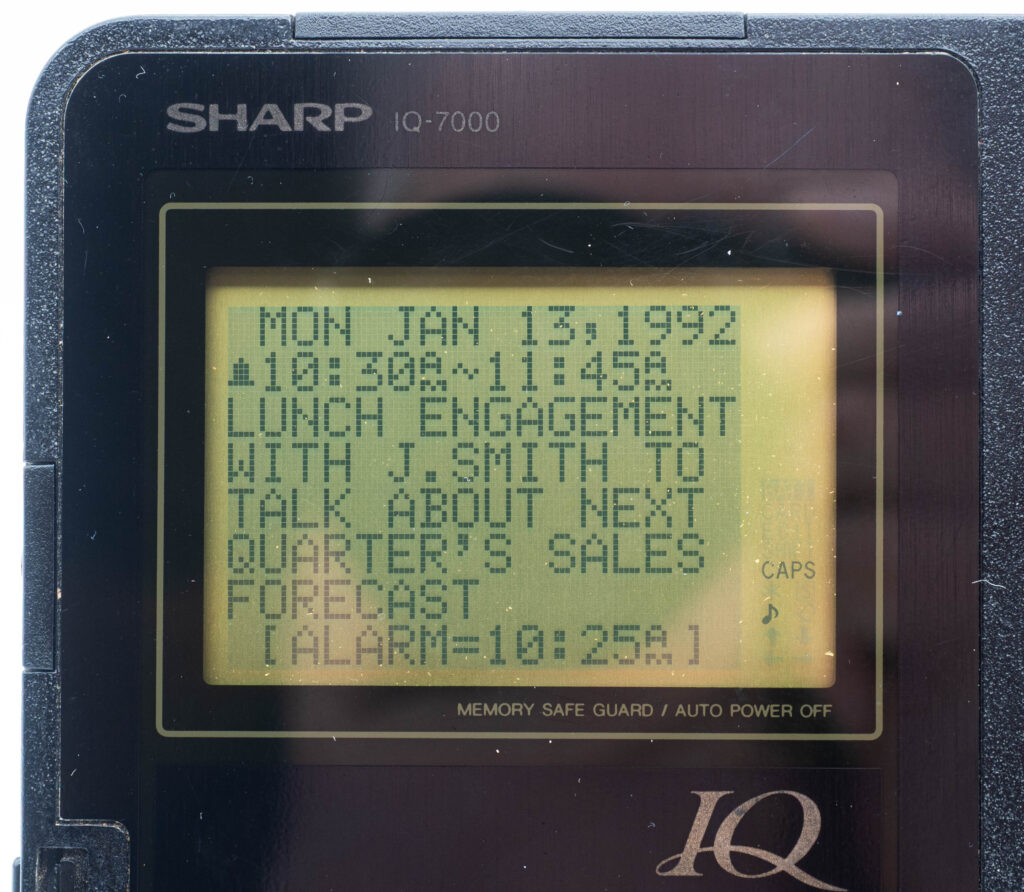 SHARP IQ-7000
MON JAN 13,1992
🔔10:30AM~11:45AM
LUNCH ENGAGEMENT
WITH J.SMITH TO
TALK ABOUT NEXT
QUARTER'S SALES
FORECAST
[ALARM=10:25AM]
CAPS
♪
MEMORY SAFE GUARD / AUTO POWER OFF
IQ